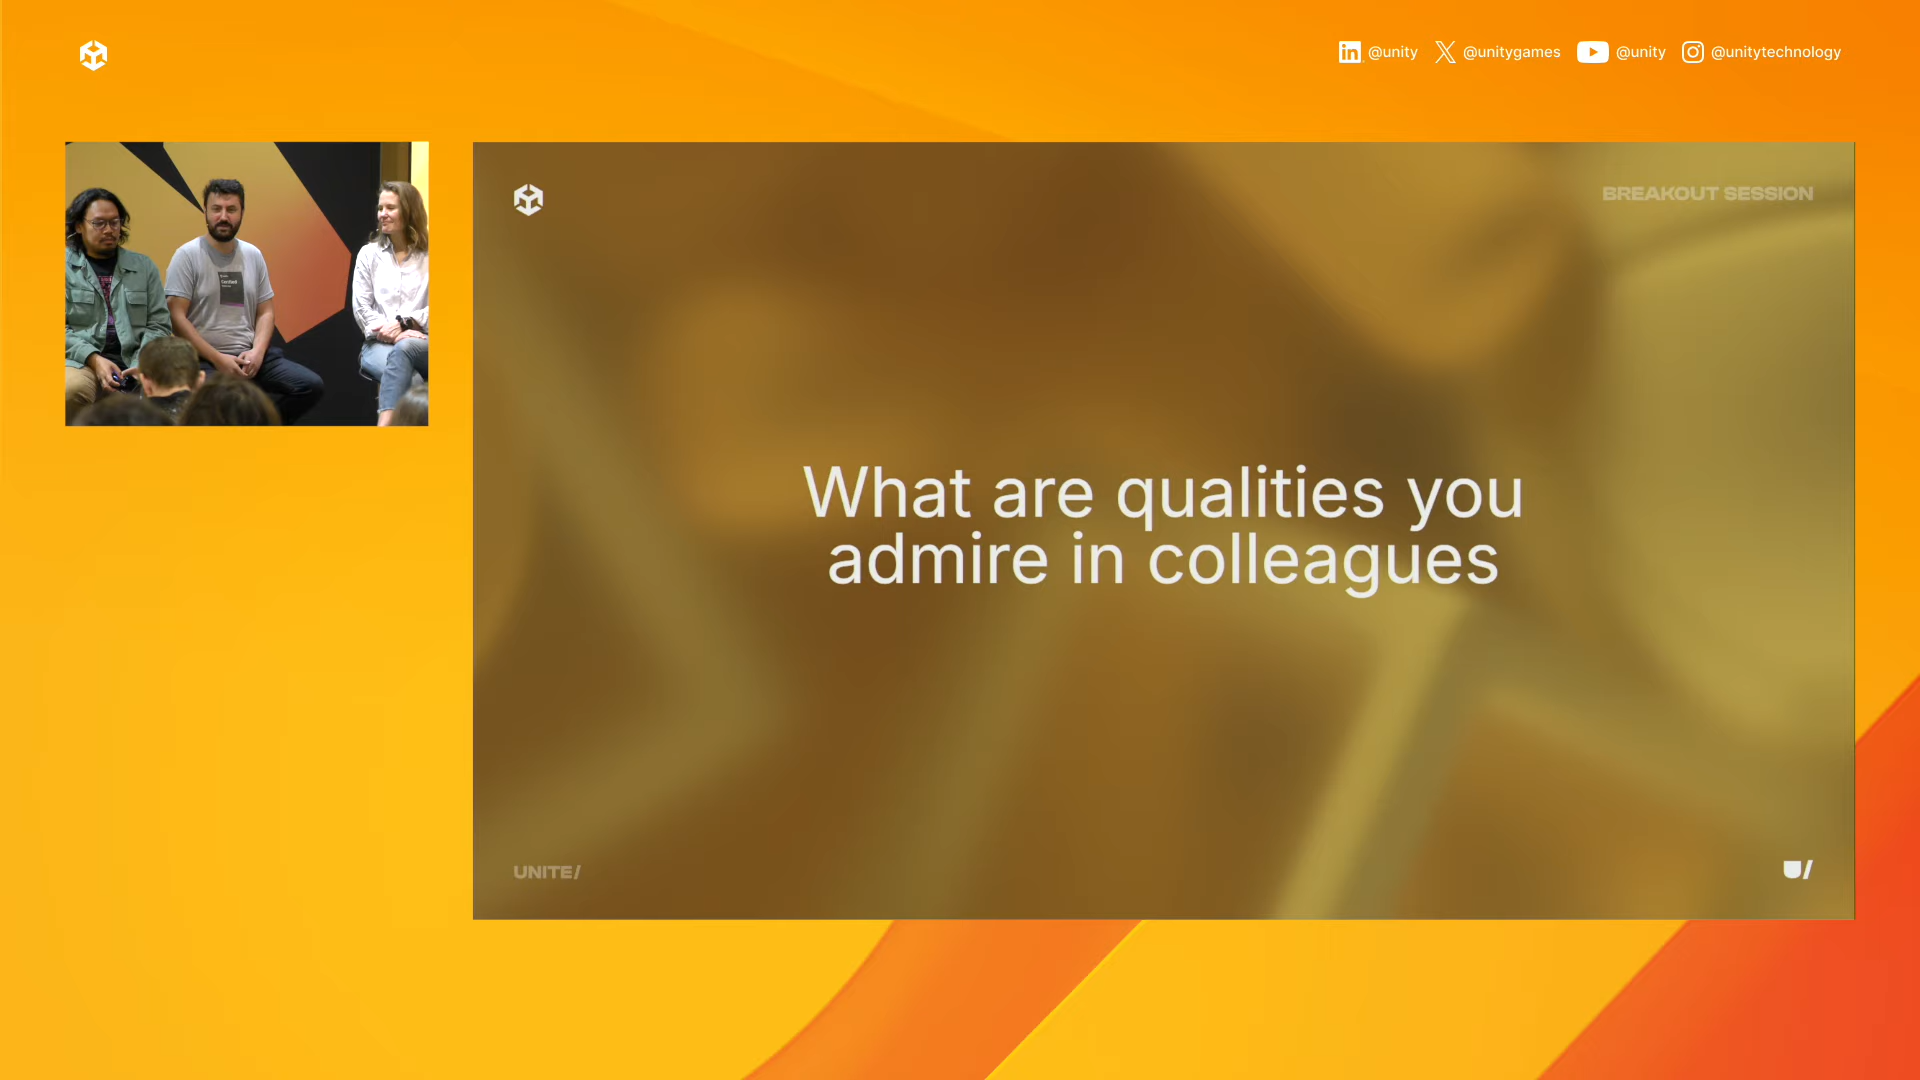 @unity @unitygames @unity @unitytechnology
BREAKOUT SESSION
What are qualities you
admire in colleagues
UNITE/
U/